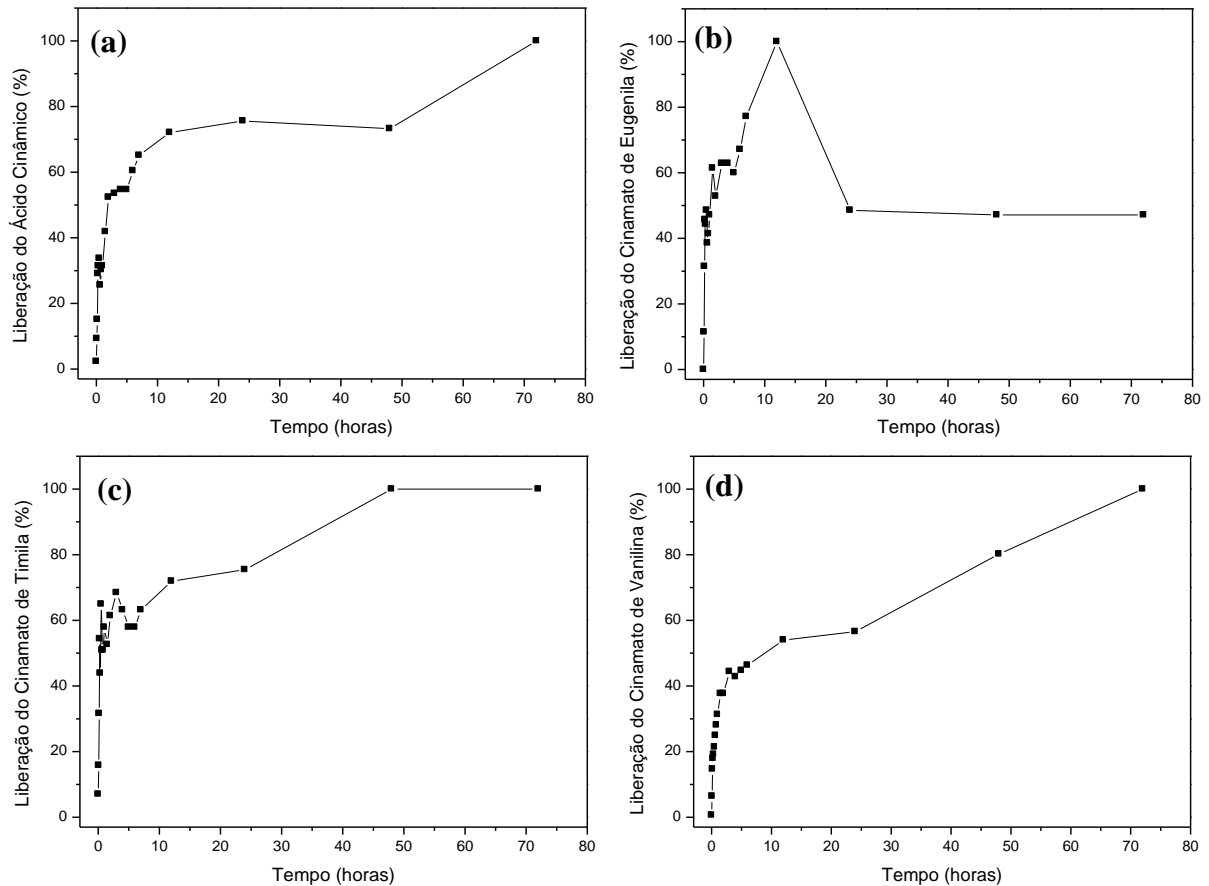 (a)
Liberação do Ácido Cinâmico (%)
100
80
60
40
20
0
0 10 20 30 40 50 60 70 80
Tempo (horas)
(b)
Liberação do Cinamato de Eugenila (%)
100
80
60
40
20
0
0 10 20 30 40 50 60 70 80
Tempo (horas)
(c)
Liberação do Cinamato de Timila (%)
100
80
60
40
20
0
0 10 20 30 40 50 60 70 80
Tempo (horas)
(d)
Liberação do Cinamato de Vanilina (%)
100
80
60
40
20
0
0 10 20 30 40 50 60 70 80
Tempo (horas)